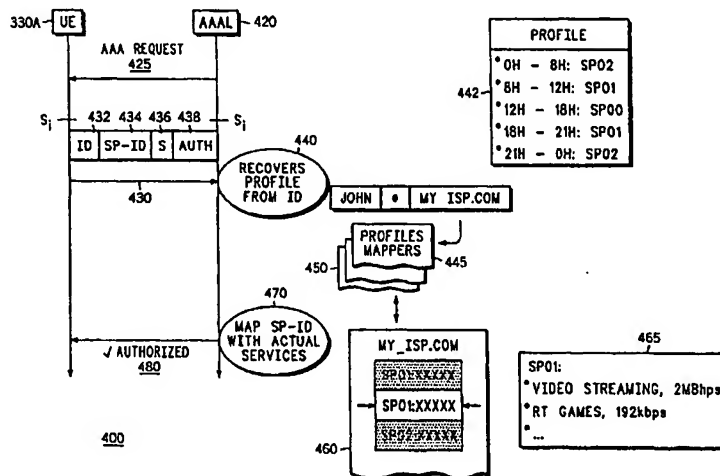 330A UE AAAL 420
AAA REQUEST
425
432 434 436 438
Si Si
ID SP-ID S AUTH
430
440
RECOVERS
PROFILE
FROM ID
JOHN MY ISP.COM
PROFILE
442
• 0H - 8H: SP02
• 8H - 12H: SP01
• 12H - 18H: SP00
• 18H - 21H: SP01
• 21H - 0H: SP02
PROFILES
MAPPERS
450 445
470
MAP SP-ID
WITH ACTUAL
SERVICES
√ AUTHORIZED
480
MY_ISP.COM
SP01:XXXXX
SP02:XXXXX
460
465
SP01:
• VIDEO STREAMING, 2MBhps
• RT GAMES, 192kbps
• ...
400